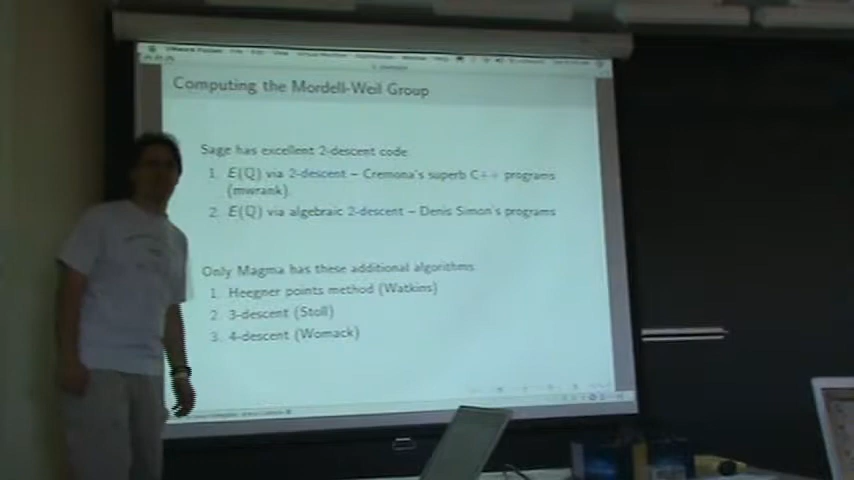 Computing the Mordell-Weil Group
Sage has excellent 2-descent code
1. E(ℚ) via 2-descent – Cremona's superb C++ programs
(mwrank).
2. E(ℚ) via algebraic 2-descent – Denis Simon's programs
Only Magma has these additional algorithms
1. Heegner points method (Watkins)
2. 3-descent (Stoll)
3. 4-descent (Womack)